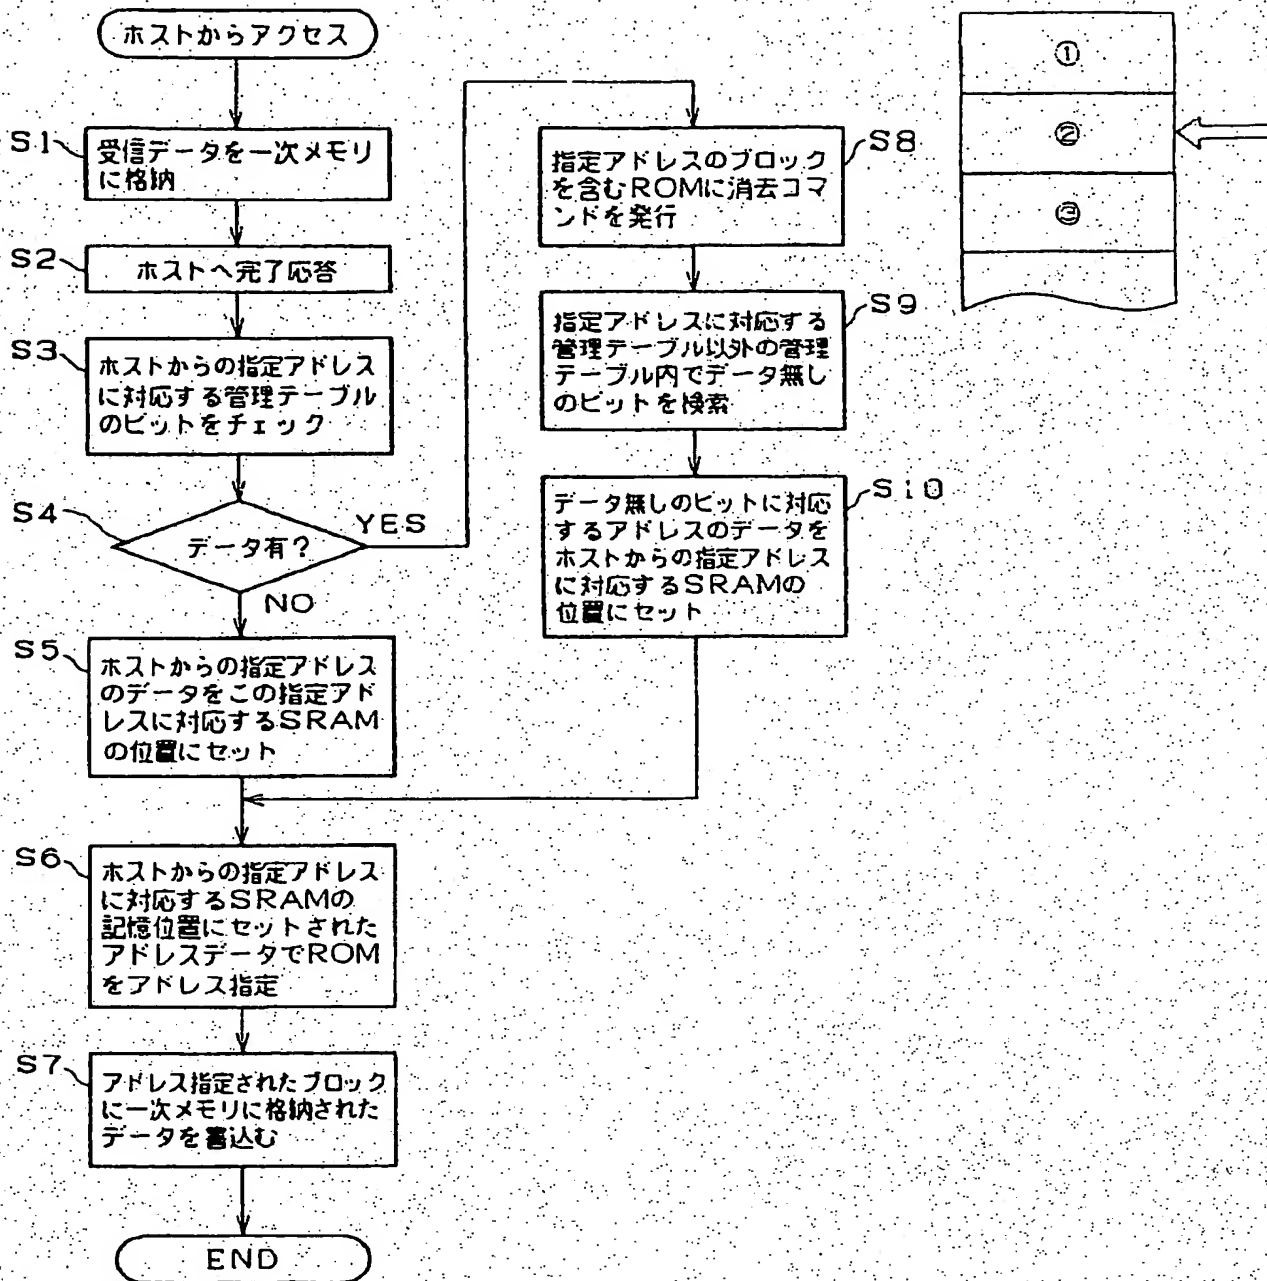 ホストからアクセス
S1
受信データを一次メモリ
に格納
S2
ホストへ完了応答
S3
ホストからの指定アドレス
に対応する管理テーブル
のビットをチェック
S4
データ有?
YES
NO
S5
ホストからの指定アドレス
のデータをこの指定アド
レスに対応するSRAM
の位置にセット
S6
ホストからの指定アドレス
に対応するSRAMの
記憶位置にセットされた
アドレスデータでROM
をアドレス指定
S7
アドレス指定されたブロック
に一次メモリに格納された
データを書込む
END
S8
指定アドレスのブロック
を含むROMに消去コマ
ンドを発行
S9
指定アドレスに対応する
管理テーブル以外の管理
テーブル内でデータ無し
のビットを検索
S10
データ無しのビットに対応
するアドレスのデータを
ホストからの指定アドレス
に対応するSRAMの
位置にセット
①
②
③